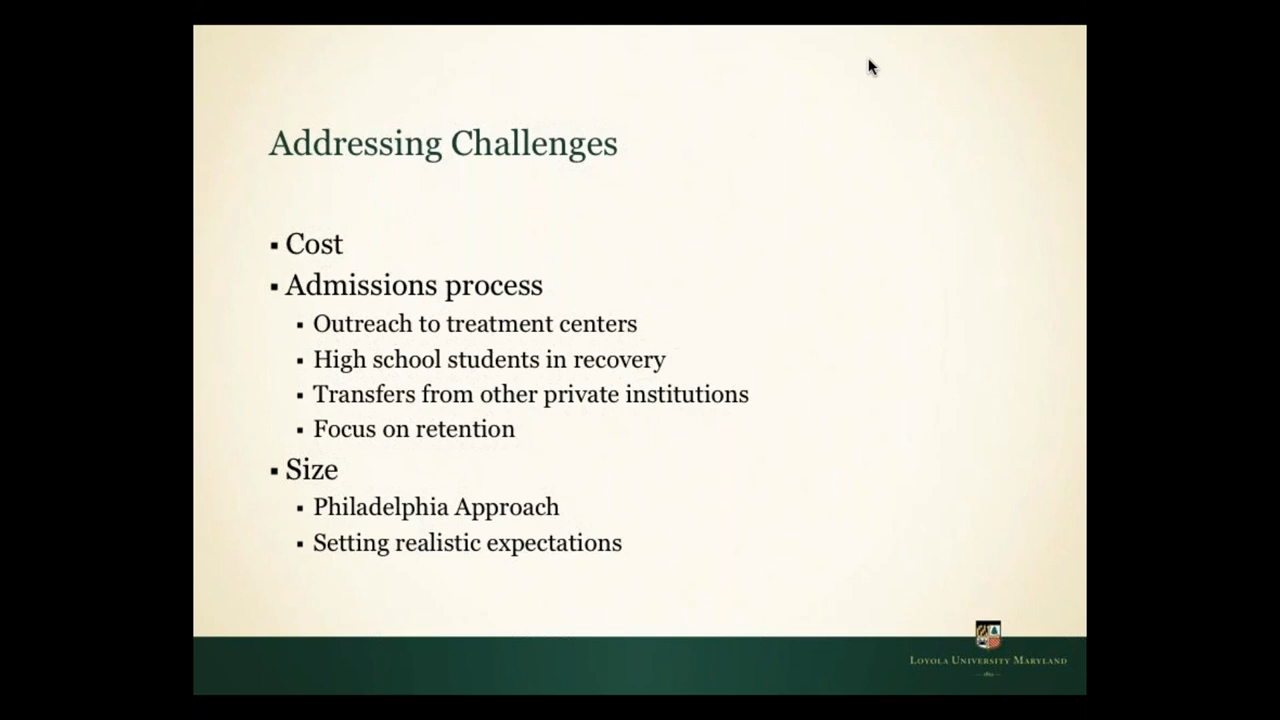 Addressing Challenges
▪ Cost
▪ Admissions process
▪ Outreach to treatment centers
▪ High school students in recovery
▪ Transfers from other private institutions
▪ Focus on retention
▪ Size
▪ Philadelphia Approach
▪ Setting realistic expectations
LOYOLA UNIVERSITY MARYLAND